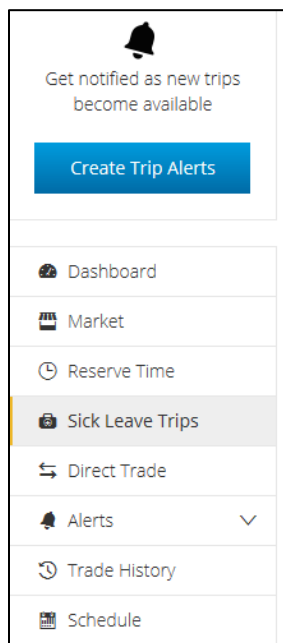 Get notified as new trips
become available
Create Trip Alerts
Dashboard
Market
Reserve Time
Sick Leave Trips
Direct Trade
Alerts
Trade History
Schedule